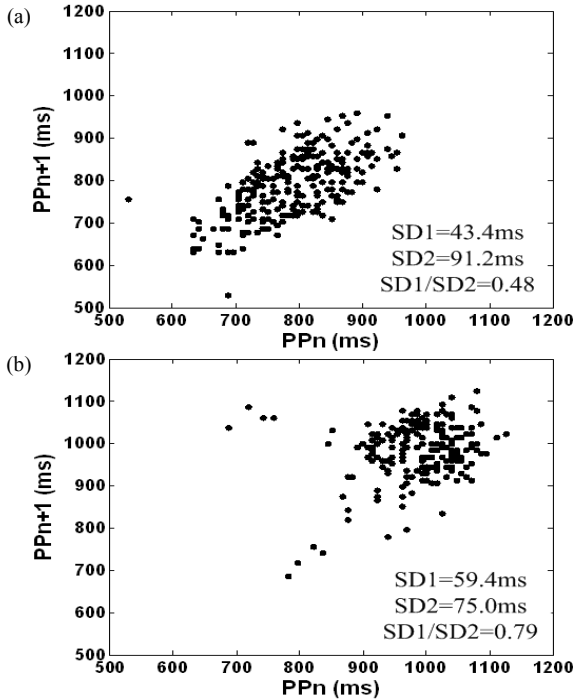 (a)
1200
1100
1000
900
800
700
600
500
PPn+1 (ms)
SD1=43.4ms
SD2=91.2ms
SD1/SD2=0.48
500 600 700 800 900 1000 1100 1200
PPn (ms)
(b)
1200
1100
1000
900
800
700
600
500
PPn+1 (ms)
SD1=59.4ms
SD2=75.0ms
SD1/SD2=0.79
500 600 700 800 900 1000 1100 1200
PPn (ms)